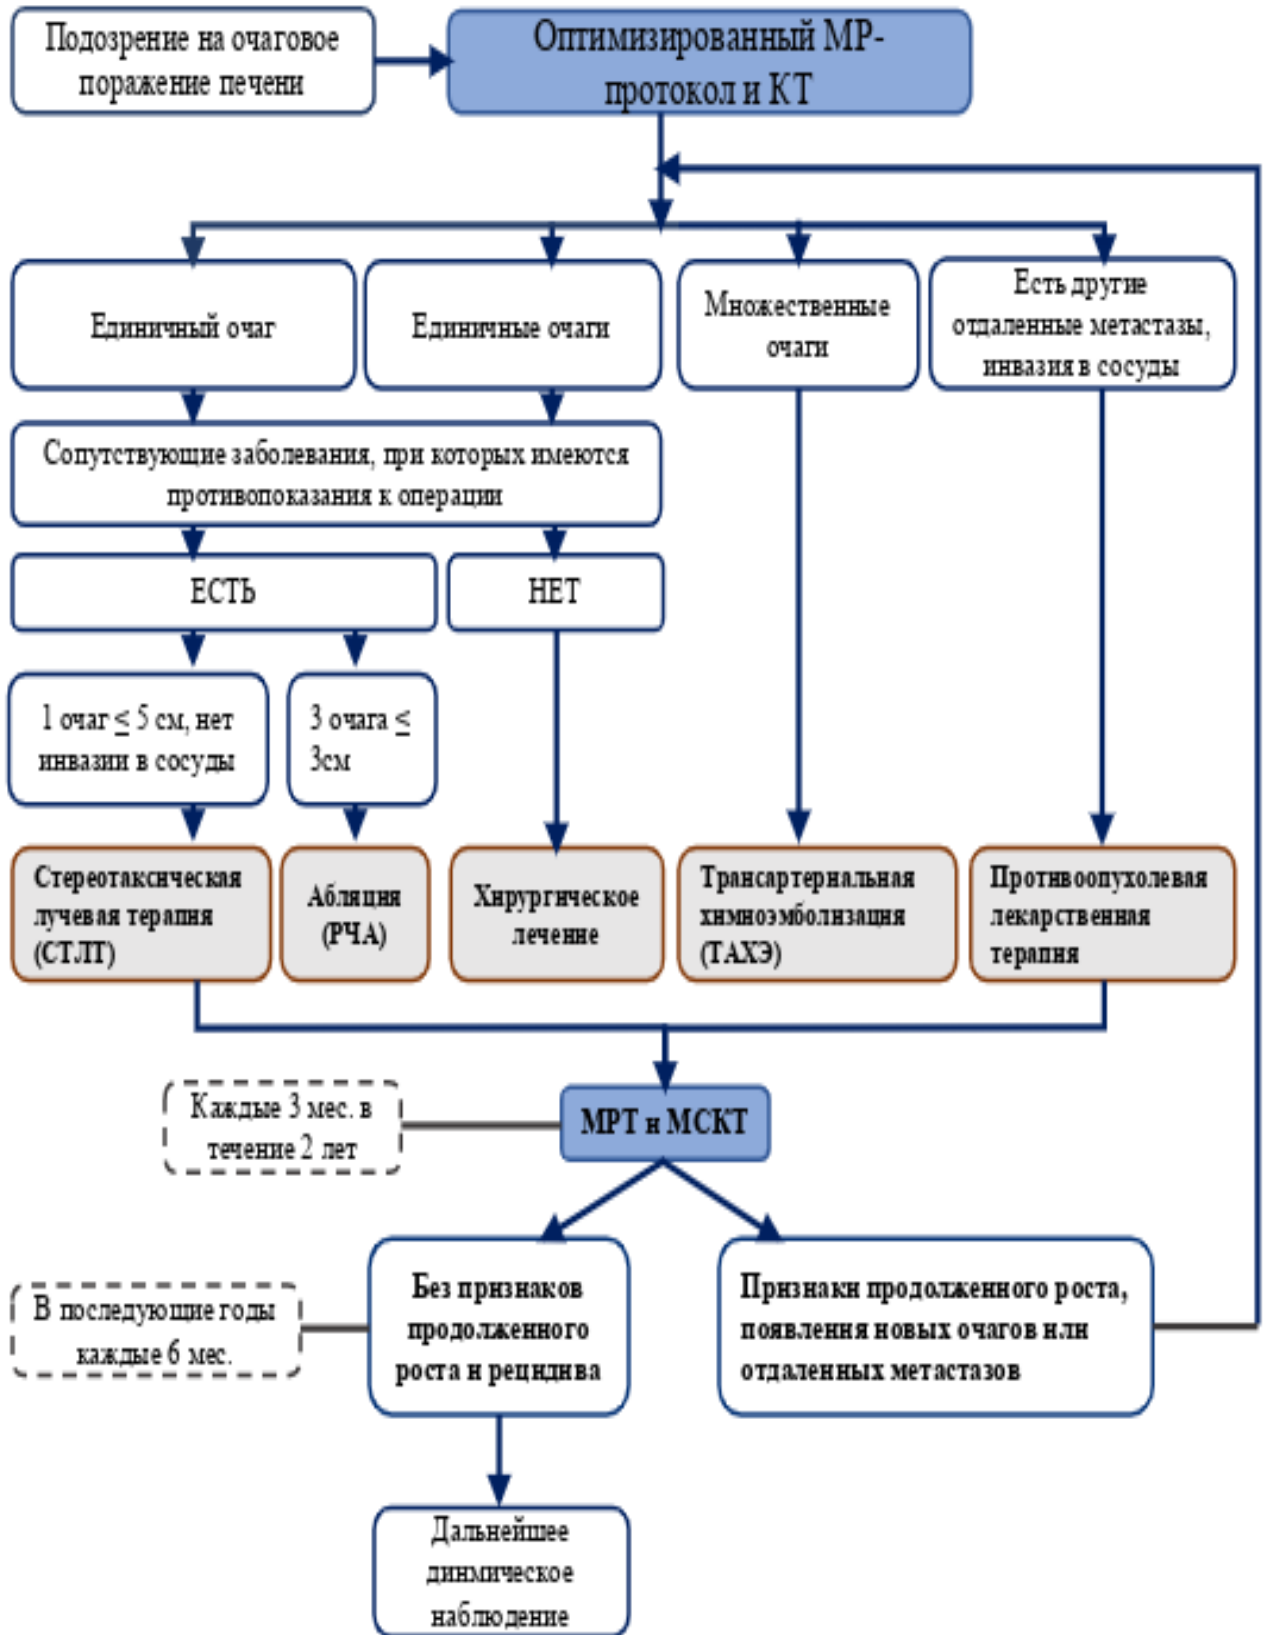 Подозрение на очаговое
поражение печени
Оптимизированный МР-
протокол и КТ
Единичный очаг
Единичные очаги
Множественные
очаги
Есть другие
отдаленные метастазы,
инвазия в сосуды
Сопутствующие заболевания, при которых имеются
противопоказания к операции
ЕСТЬ
НЕТ
1 очаг ≤ 5 см, нет
инвазии в сосуды
3 очага ≤
3см
Стереотаксическая
лучевая терапия
(СТЛТ)
Абляция
(РЧА)
Хирургическое
лечение
Трансартериальная
химиоэмболизация
(ТАХЭ)
Противоопухолевая
лекарственная
терапия
Каждые 3 мес. в
течение 2 лет
МРТ и МСКТ
В последующие годы
каждые 6 мес.
Без признаков
продолженного
роста и рецидива
Признаки продолженного роста,
появления новых очагов или
отдаленных метастазов
Дальнейшее
динмическое
наблюдение